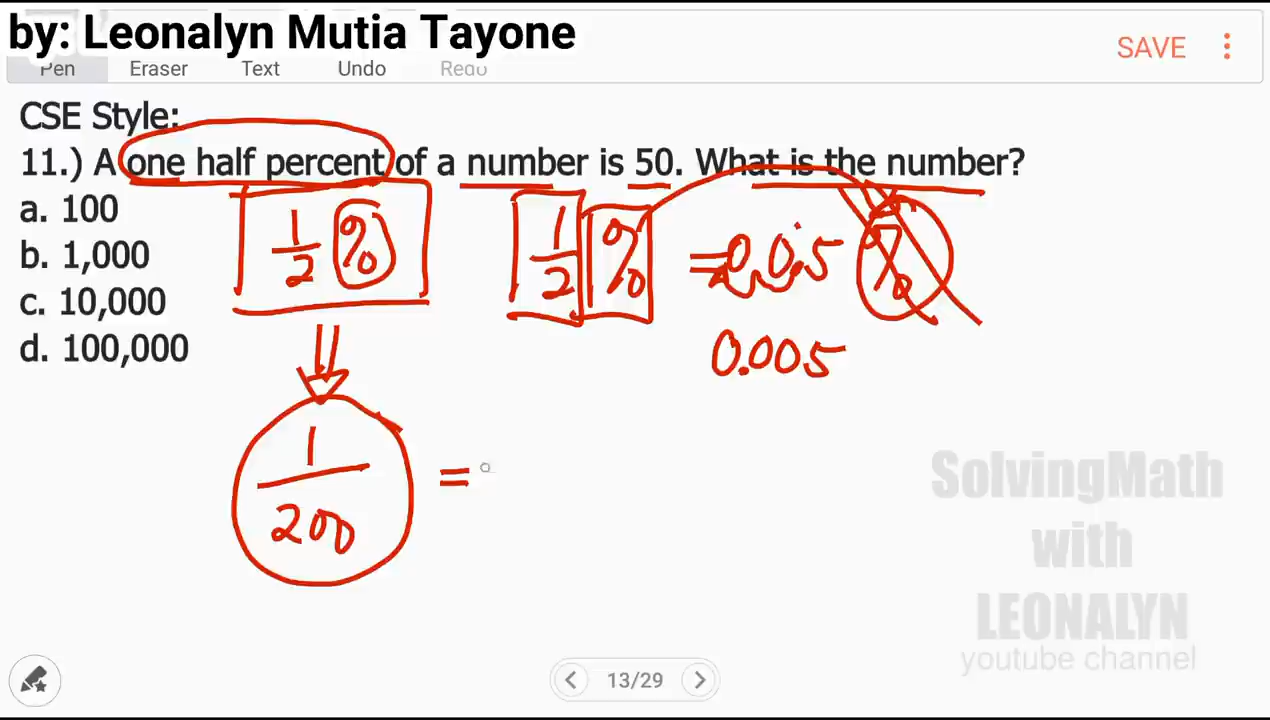 by: Leonalyn Mutia Tayone
SAVE
Pen Eraser Text Undo Redo
CSE Style:
11.) A one half percent of a number is 50. What is the number?
a. 100
b. 1,000
c. 10,000
d. 100,000
1/2 % 1/2 % = 0.5 %
0.005
1/200 =
SolvingMath
with
LEONALYN
youtube channel
13/29